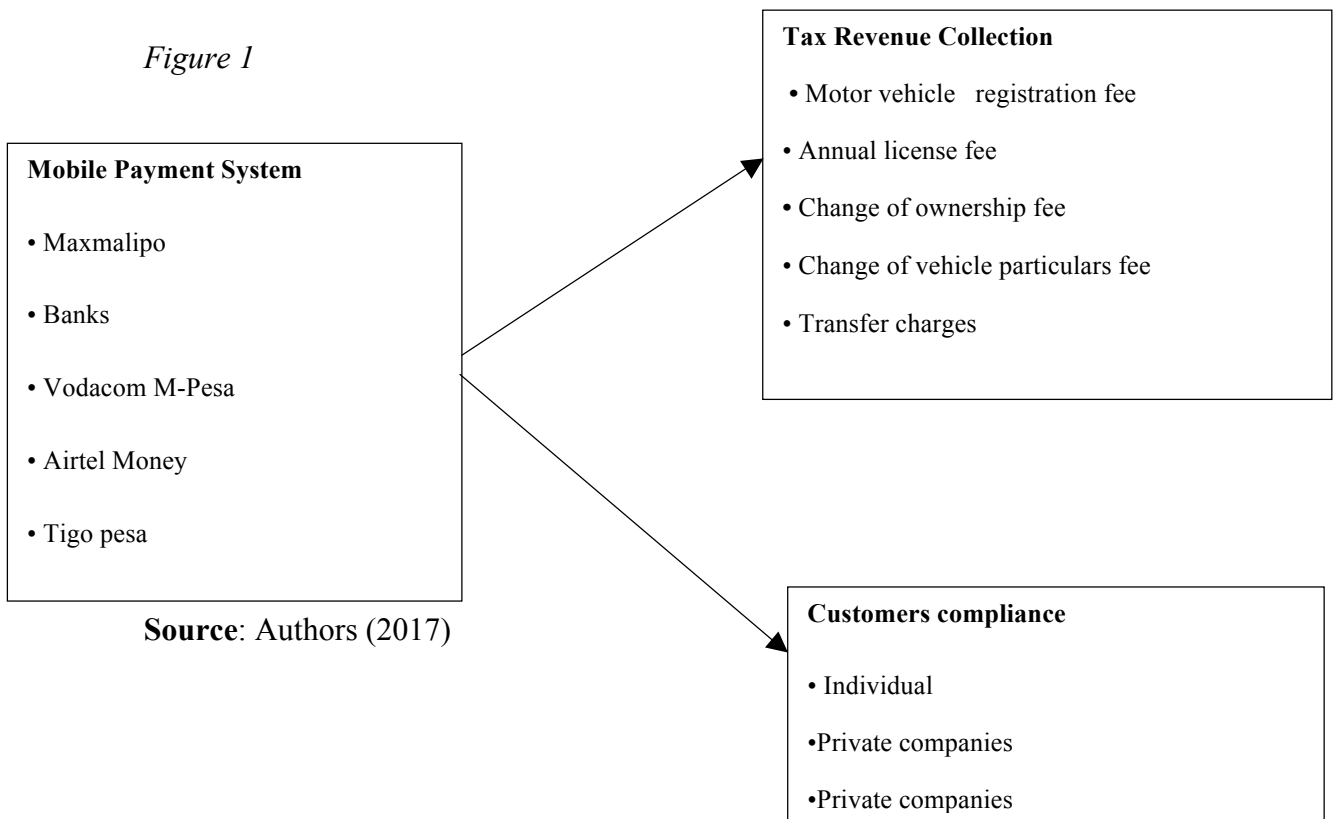 Figure 1
Mobile Payment System
• Maxmalipo
• Banks
• Vodacom M-Pesa
• Airtel Money
• Tigo pesa
Source: Authors (2017)
Tax Revenue Collection
• Motor vehicle registration fee
• Annual license fee
• Change of ownership fee
• Change of vehicle particulars fee
• Transfer charges
Customers compliance
• Individual
•Private companies
•Private companies